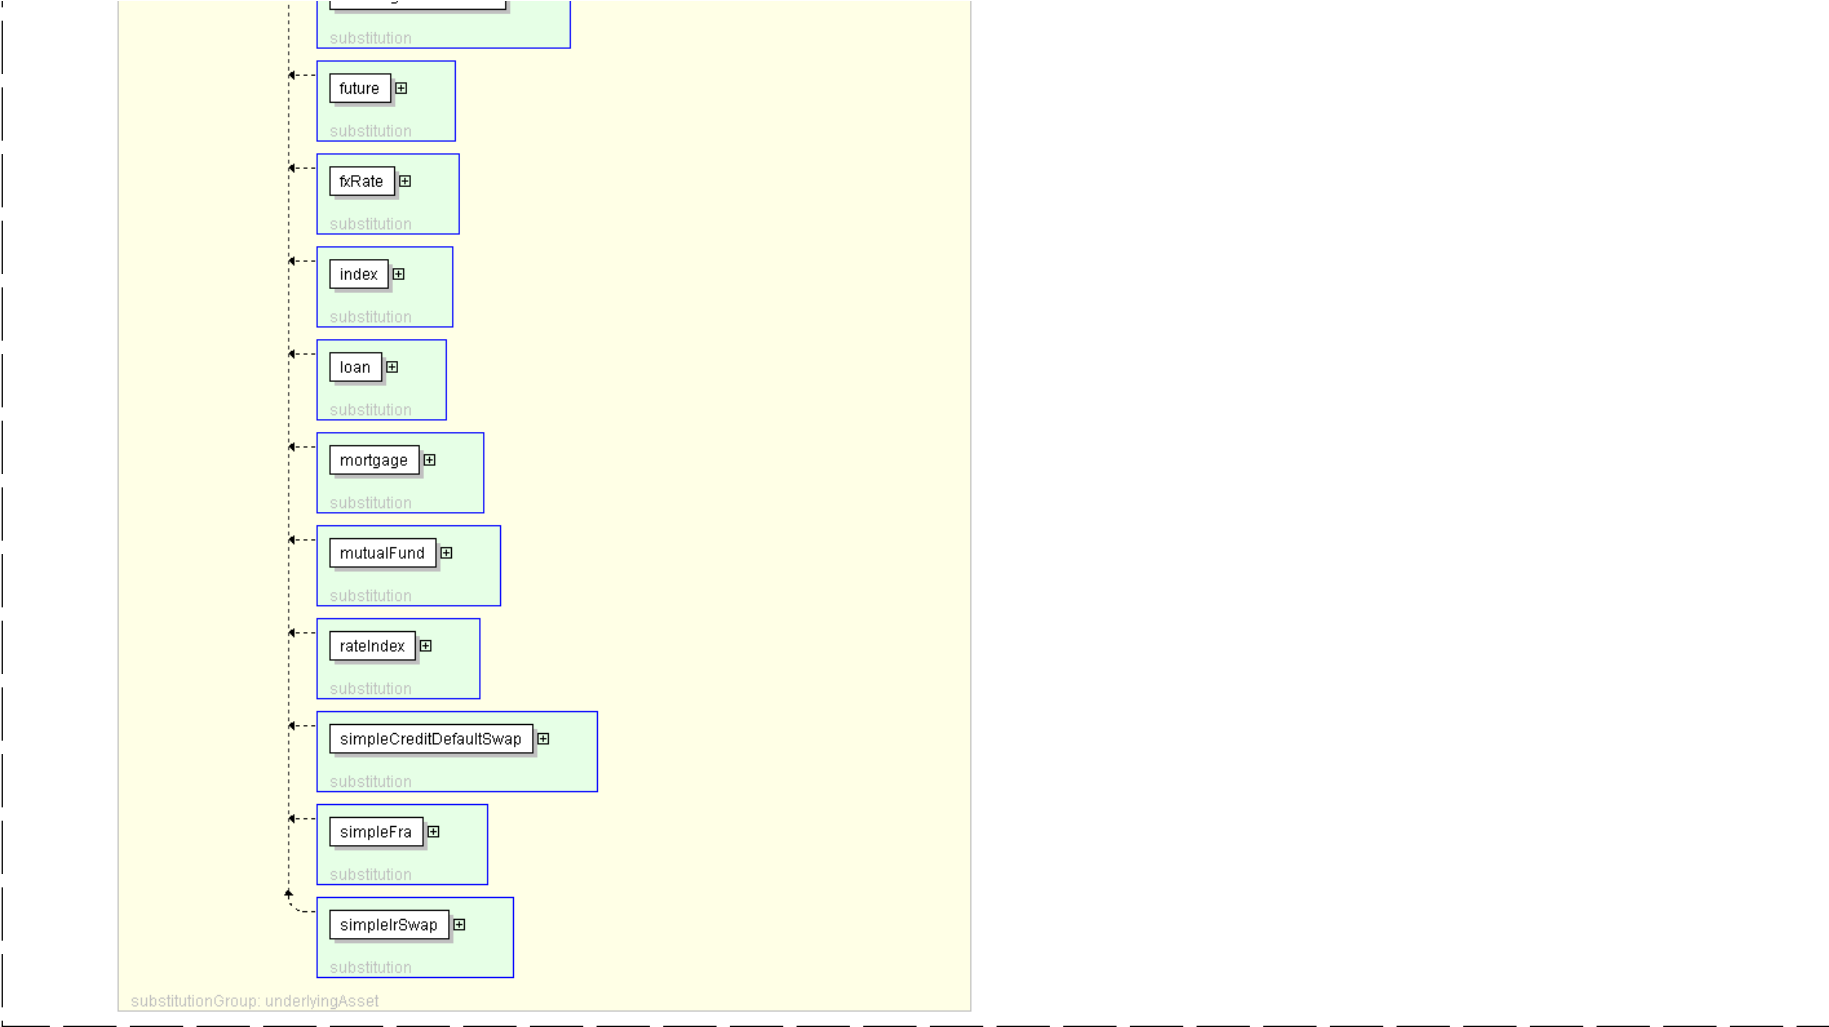 substitution
future
substitution
fxRate
substitution
index
substitution
loan
substitution
mortgage
substitution
mutualFund
substitution
rateIndex
substitution
simpleCreditDefaultSwap
substitution
simpleFra
substitution
simpleIrSwap
substitution
substitutionGroup: underlyingAsset